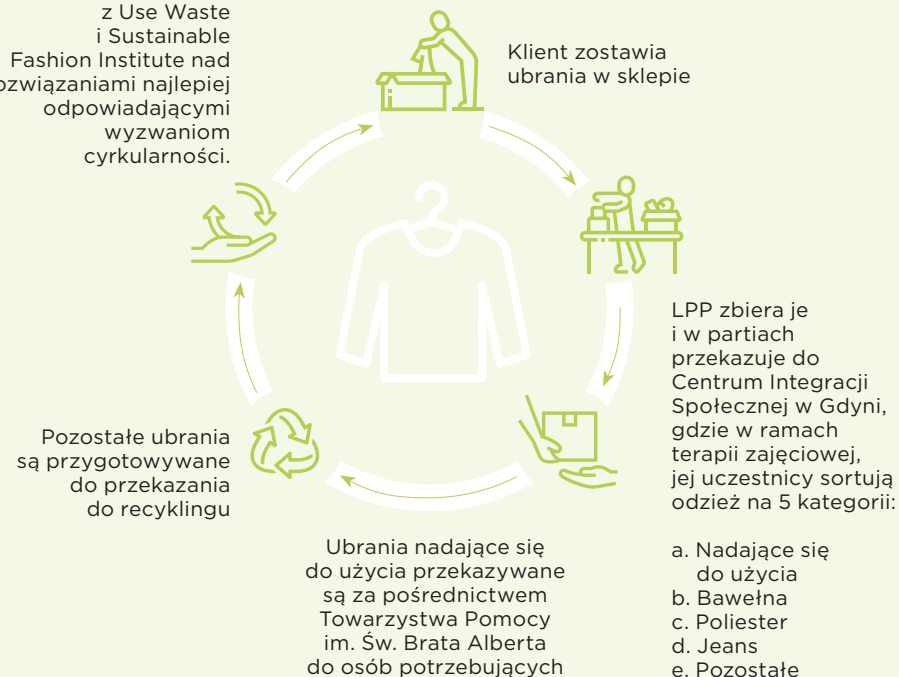 z Use Waste
i Sustainable
Fashion Institute nad
ozwiązaniami najlepiej
odpowiadającymi
wyzwaniom
cyrkularności.
Klient zostawia
ubrania w sklepie
LPP zbiera je
i w partiach
przekazuje do
Centrum Integracji
Społecznej w Gdyni,
gdzie w ramach
terapii zajęciowej,
jej uczestnicy sortują
odzież na 5 kategorii:
a. Nadające się
do użycia
b. Bawełna
c. Poliester
d. Jeans
e. Pozostałe
Ubrania nadające się
do użycia przekazywane
są za pośrednictwem
Towarzystwa Pomocy
im. Św. Brata Alberta
do osób potrzebujących
Pozostałe ubrania
są przygotowywane
do przekazania
do recyklingu